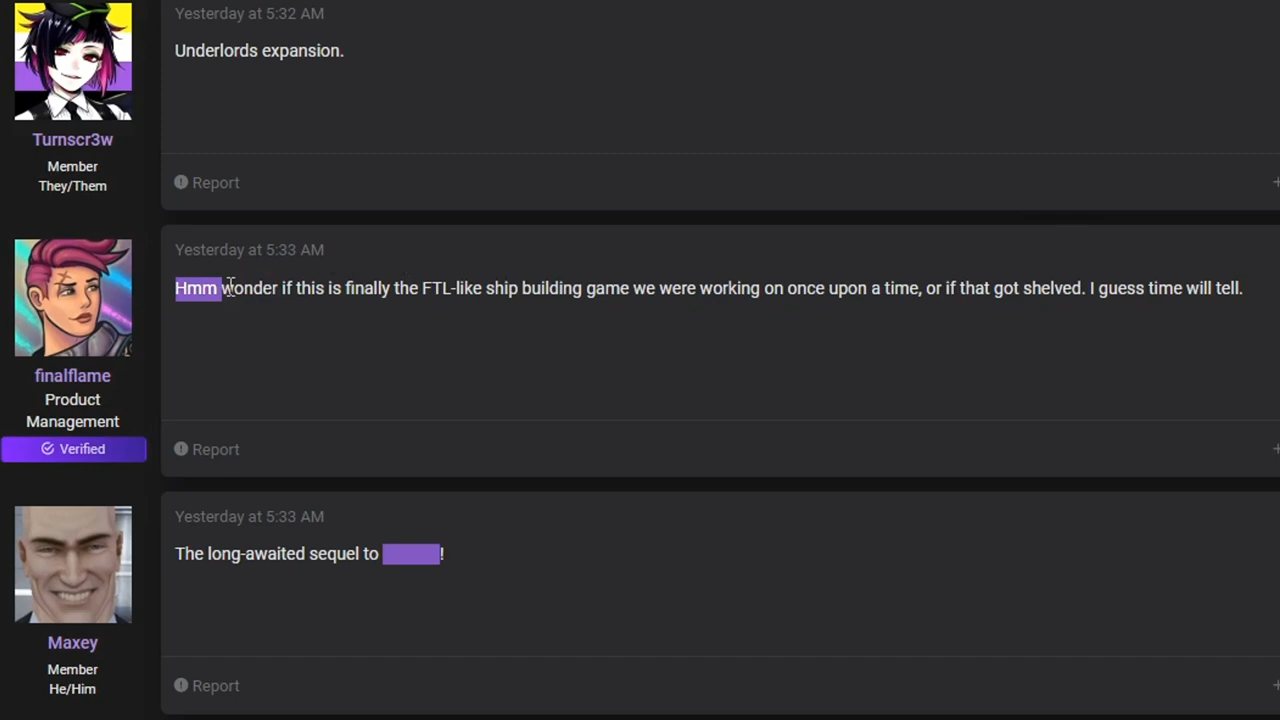 Yesterday at 5:32 AM
Underlords expansion.
Turnscr3w
Member
They/Them
Report
Yesterday at 5:33 AM
Hmm wonder if this is finally the FTL-like ship building game we were working on once upon a time, or if that got shelved. I guess time will tell.
finalflame
Product
Management
Verified
Report
Yesterday at 5:33 AM
The long-awaited sequel to !
Maxey
Member
He/Him
Report